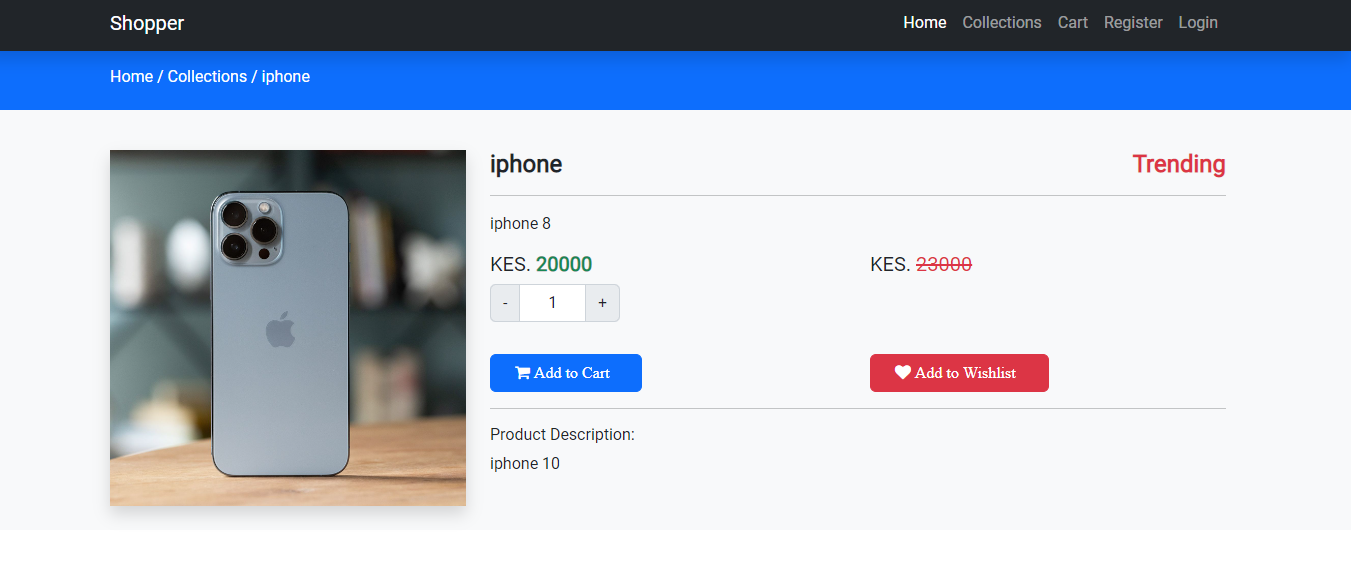 Shopper Home Collections Cart Register Login
Home / Collections / iphone
iphone Trending
iphone 8
KES. 20000 KES. 23000
- 1 +
Add to Cart Add to Wishlist
Product Description:
iphone 10